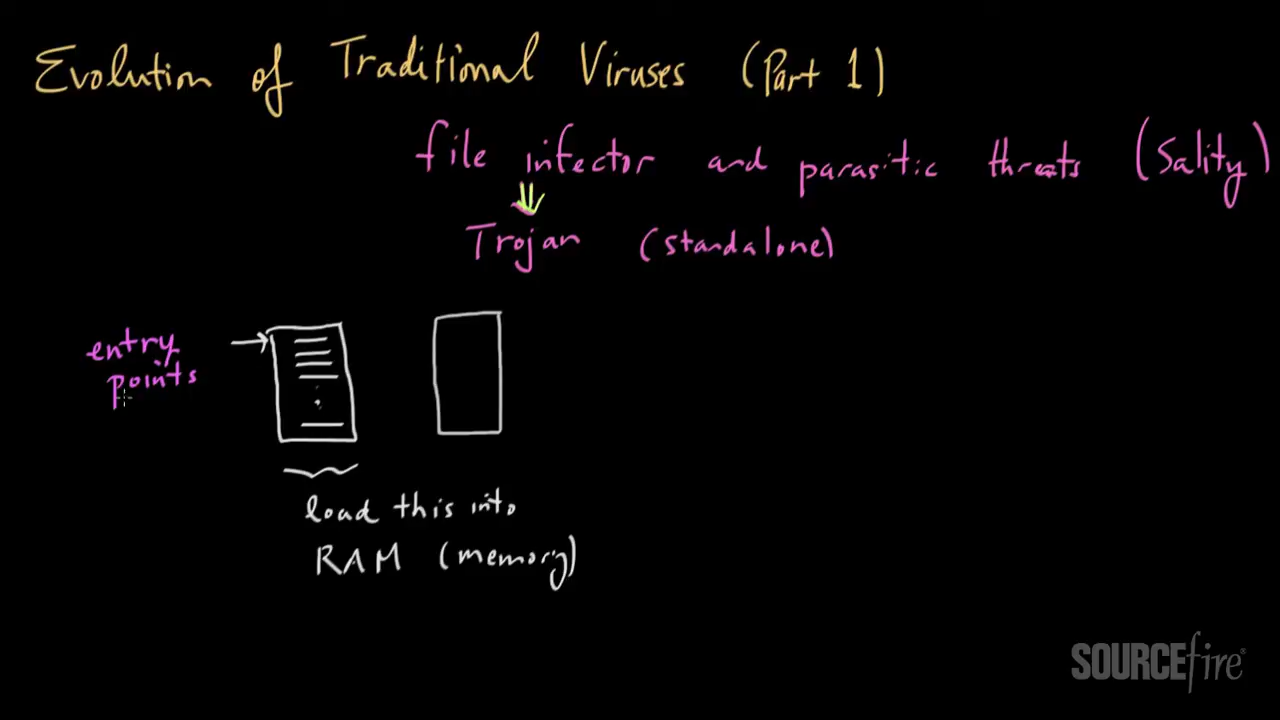 Evolution of Traditional Viruses (Part 1)
file infector and parasitic threats (Sality)
Trojan (standalone)
entry
points
load this into
RAM (memory)
SOURCEfire®